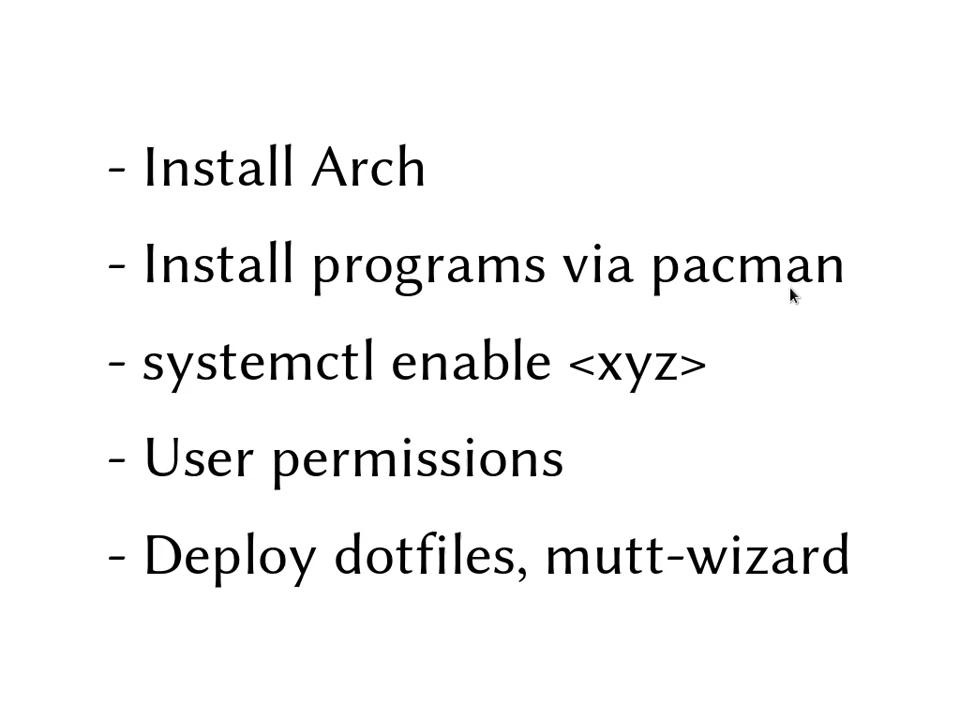 - Install Arch
- Install programs via pacman
- systemctl enable <xyz>
- User permissions
- Deploy dotfiles, mutt-wizard